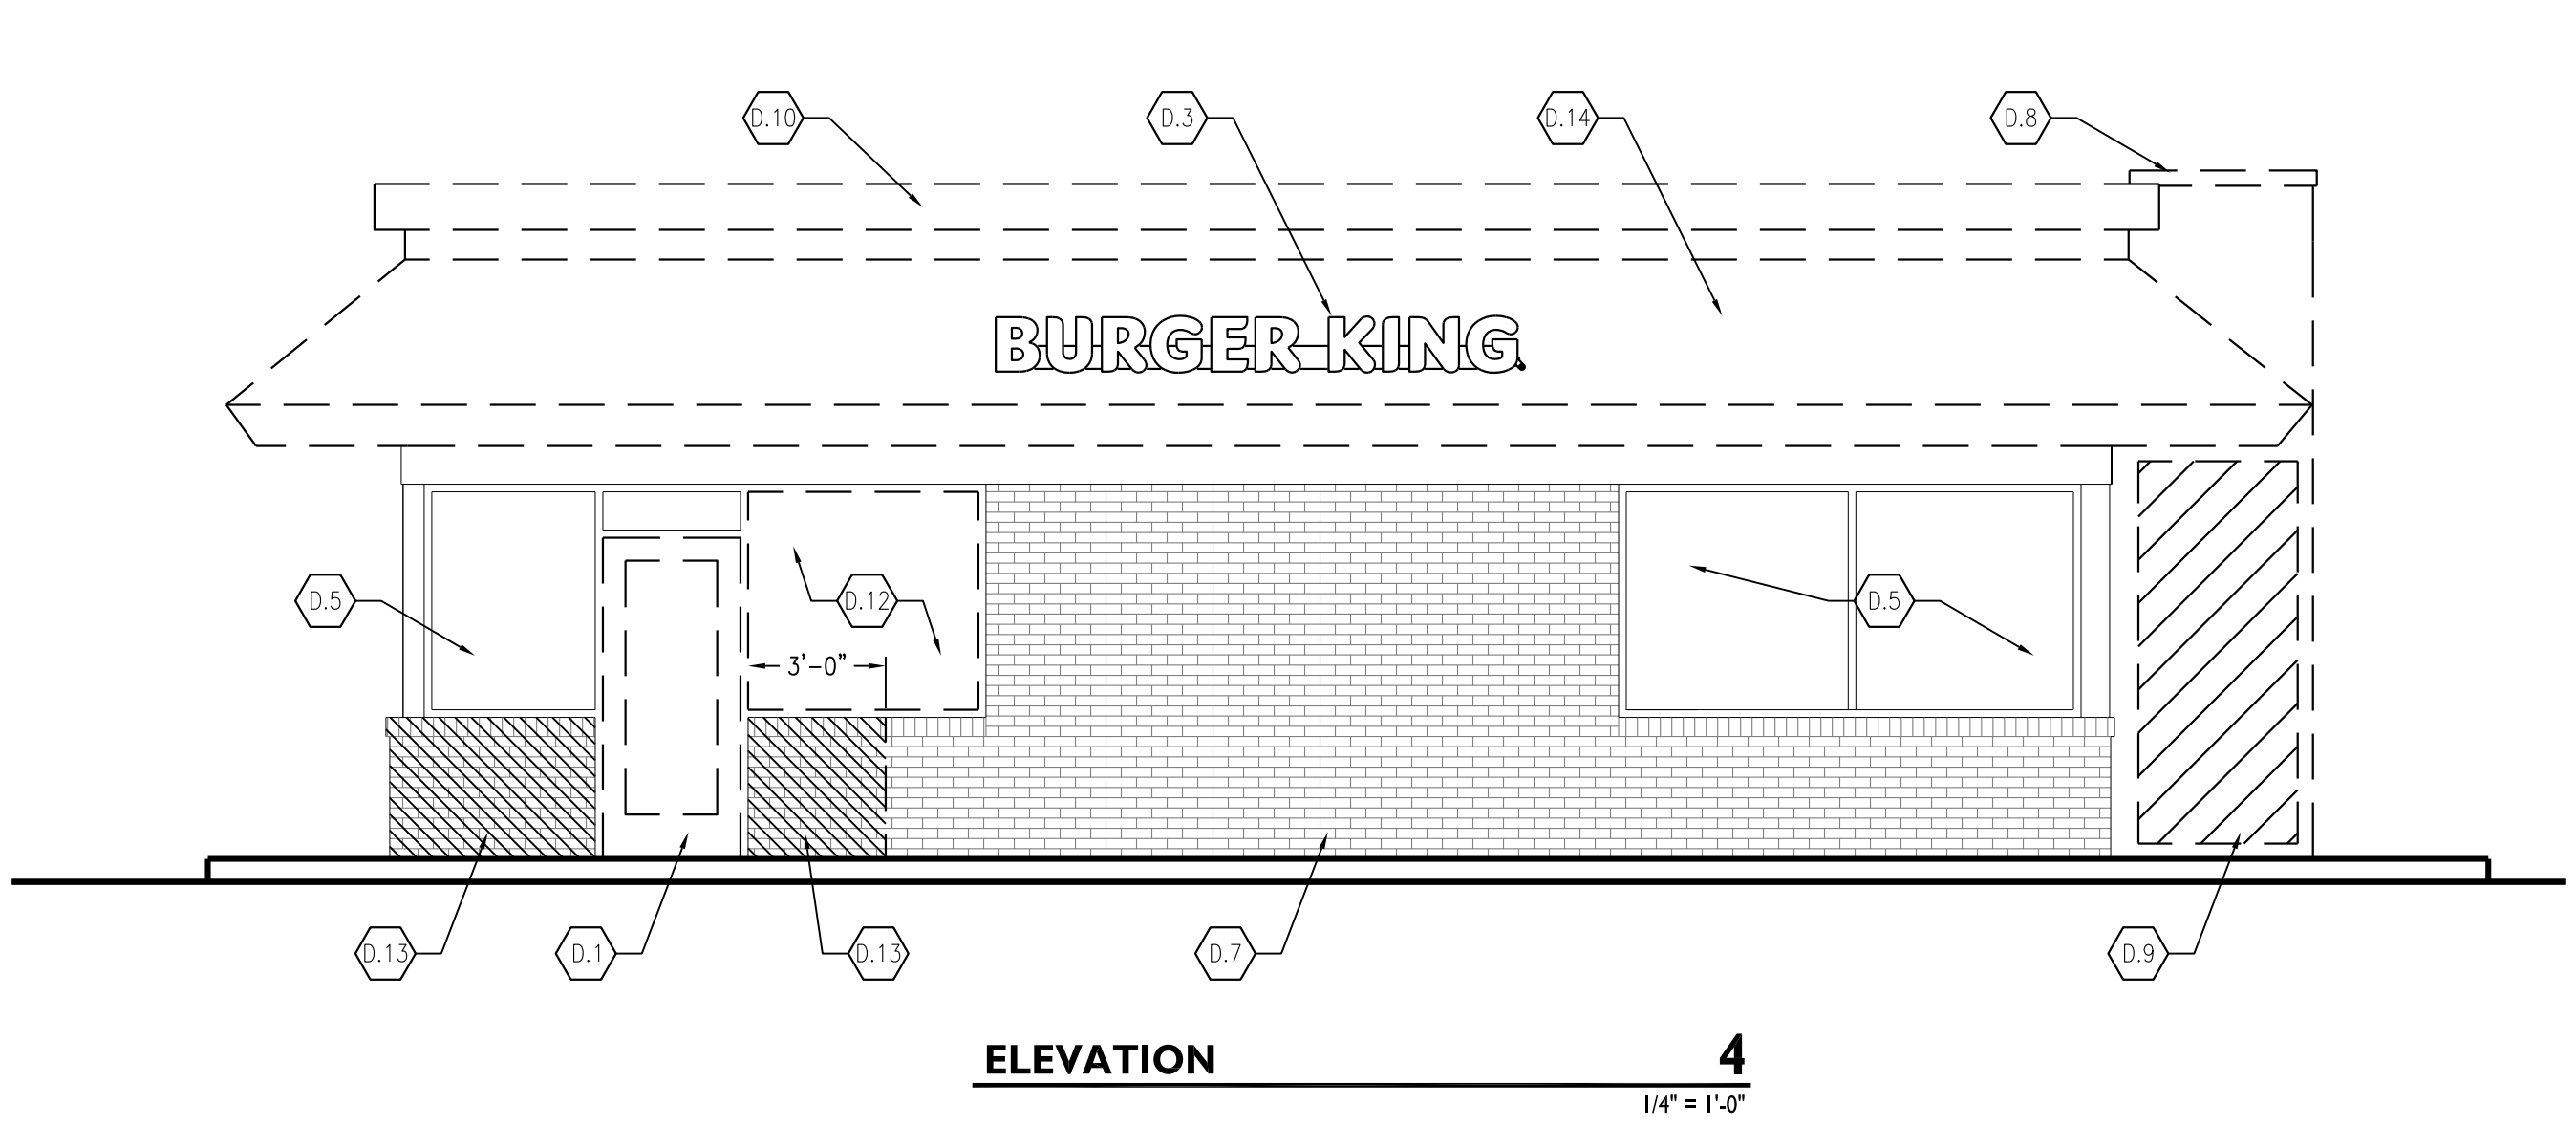 D.10 D.3 D.14 D.8
BURGER KING
D.5 D.12 D.5
3'-0"
D.13 D.1 D.13 D.7 D.9
ELEVATION 4
1/4" = 1'-0"